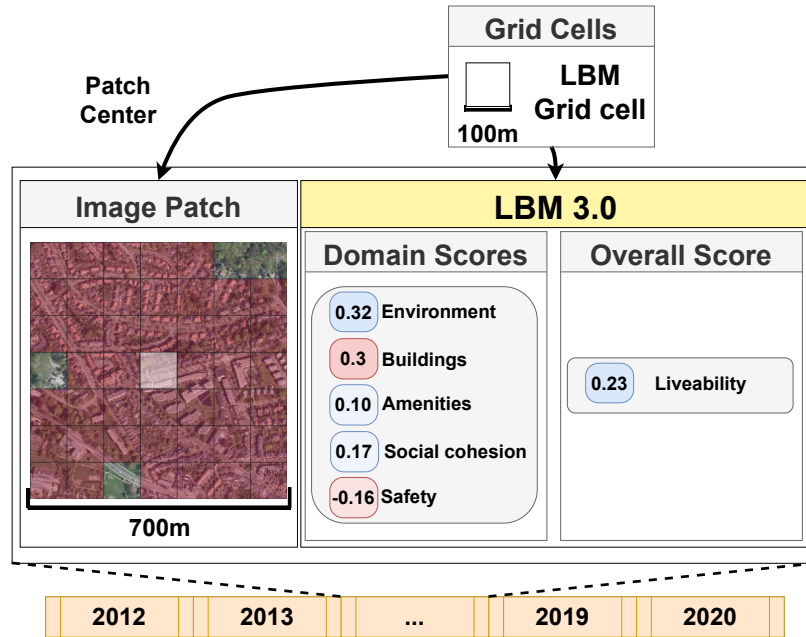 Grid Cells
LBM
Grid cell
100m
Patch
Center
Image Patch
LBM 3.0
Domain Scores
Overall Score
0.32 Environment
0.3 Buildings
0.10 Amenities
0.17 Social cohesion
-0.16 Safety
0.23 Liveability
700m
2012 2013 ... 2019 2020